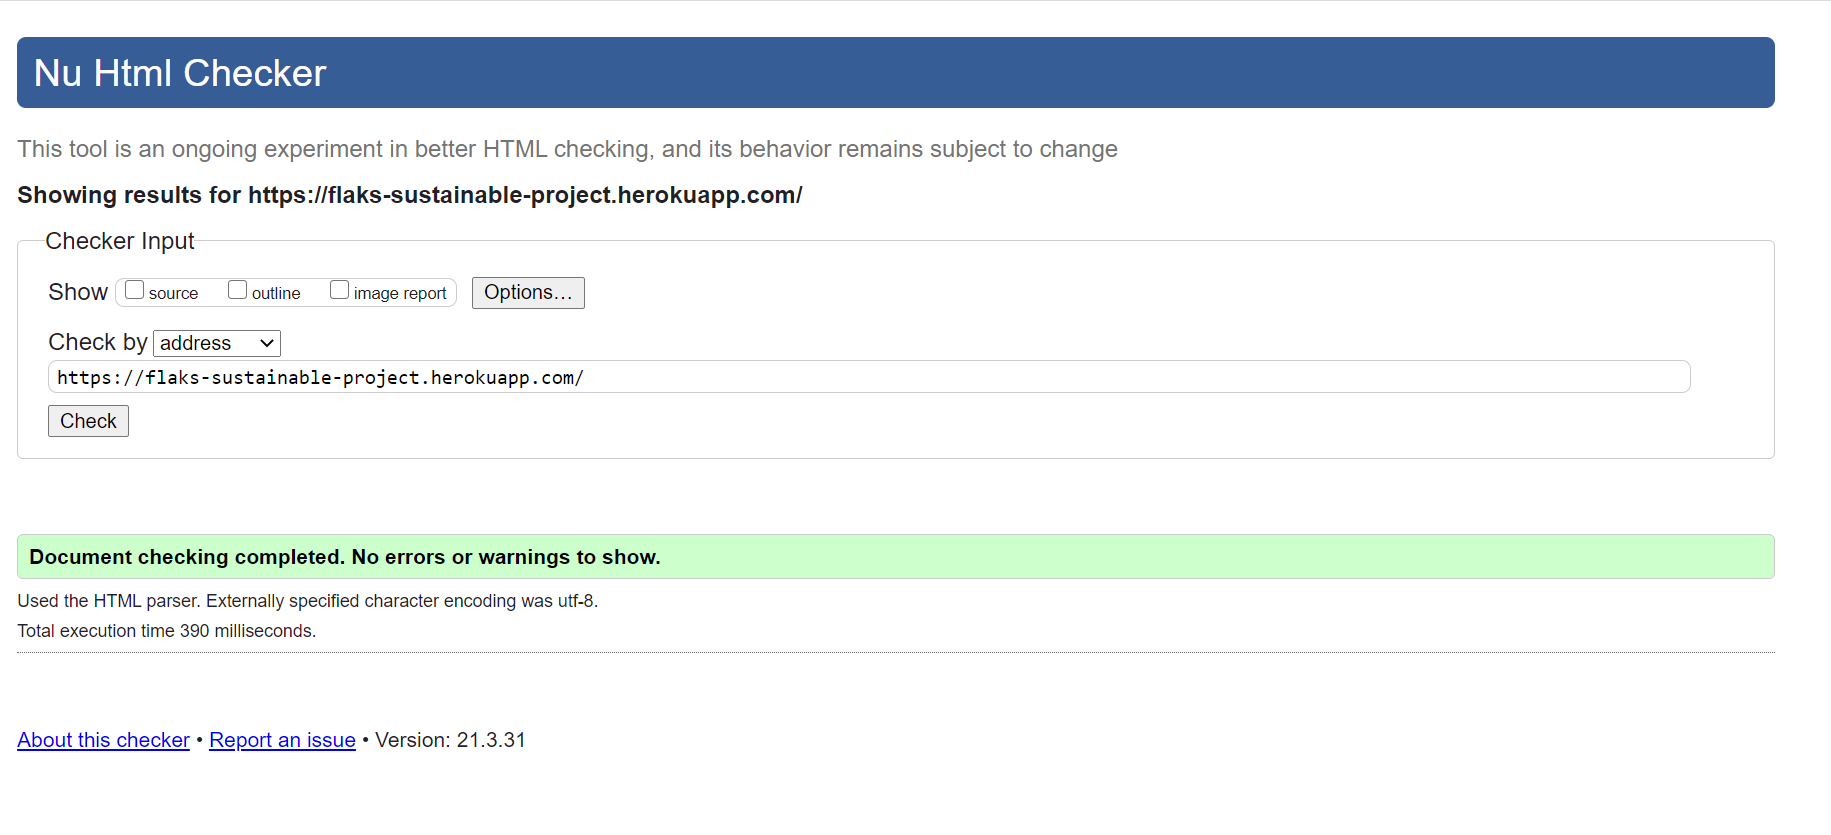 Nu Html Checker
This tool is an ongoing experiment in better HTML checking, and its behavior remains subject to change
Showing results for https://flaks-sustainable-project.herokuapp.com/
Checker Input
Show source outline image report Options…
Check by address
https://flaks-sustainable-project.herokuapp.com/
Check
Document checking completed. No errors or warnings to show.
Used the HTML parser. Externally specified character encoding was utf-8.
Total execution time 390 milliseconds.
About this checker • Report an issue • Version: 21.3.31